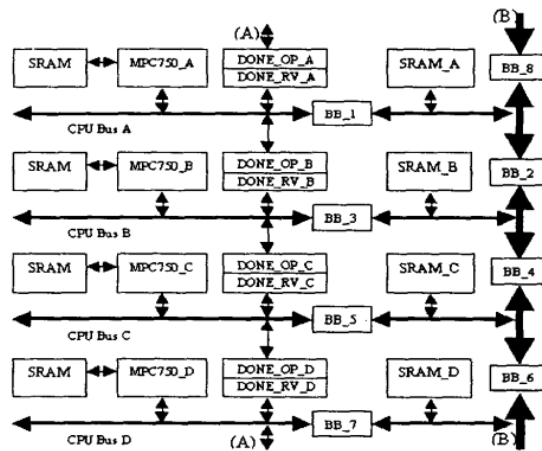 (A) (B)
SRAM MPC750_A DONE_OP_A SRAM_A BB_8
DONE_RV_A
BB_1
CPU Bus A
SRAM MPC750_B DONE_OP_B SRAM_B BB_2
DONE_RV_B
BB_3
CPU Bus B
SRAM MPC750_C DONE_OP_C SRAM_C BB_4
DONE_RV_C
BB_5
CPU Bus C
SRAM MPC750_D DONE_OP_D SRAM_D BB_6
DONE_RV_D
BB_7
CPU Bus D (A) (B)